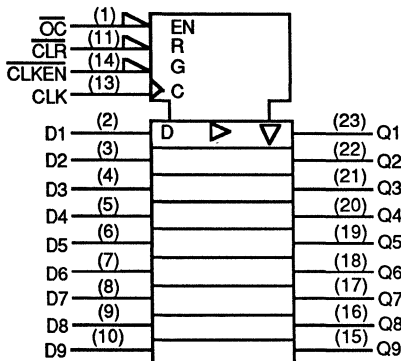 OC (1) EN
CLR (11) R
CLKEN (14) G
CLK (13) C
D1 (2) D (23) Q1
D2 (3) (22) Q2
D3 (4) (21) Q3
D4 (5) (20) Q4
D5 (6) (19) Q5
D6 (7) (18) Q6
D7 (8) (17) Q7
D8 (9) (16) Q8
D9 (10) (15) Q9